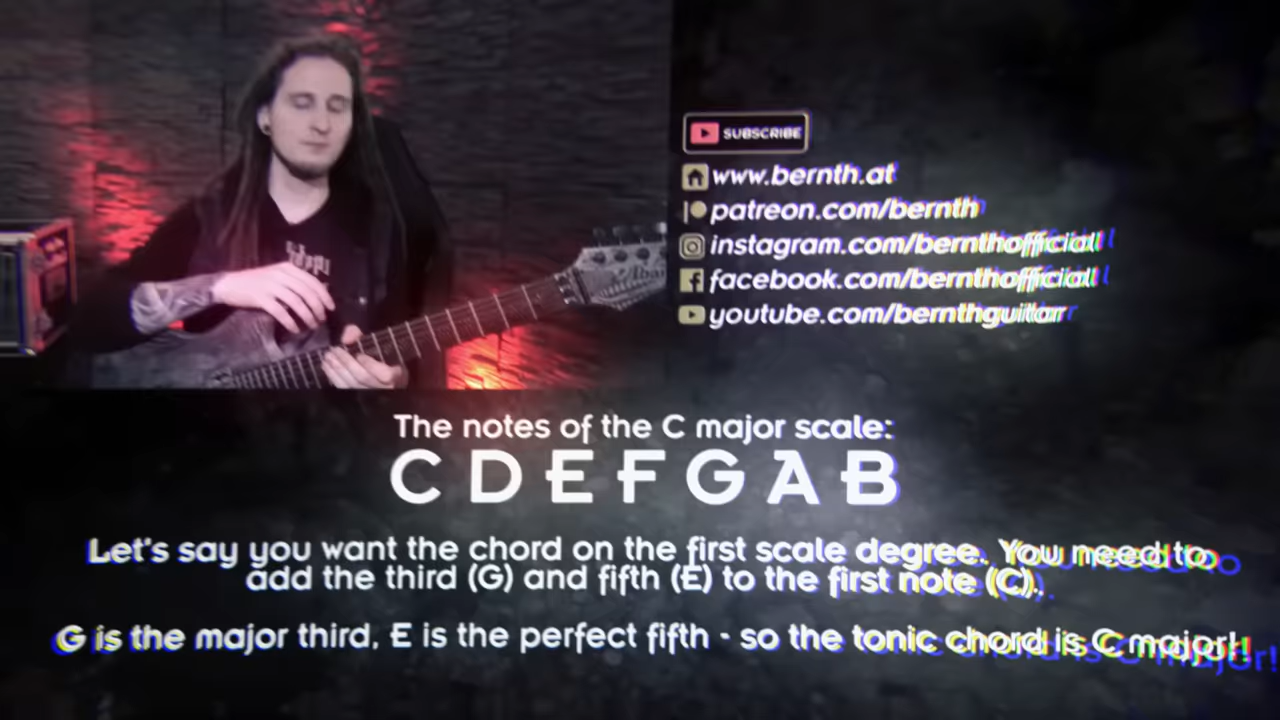 SUBSCRIBE
www.bernth.at
patreon.com/bernth
instagram.com/bernthofficial
facebook.com/bernthofficial
youtube.com/bernthguitar
The notes of the C major scale:
C D E F G A B
Let's say you want the chord on the first scale degree. You need to
add the third (G) and fifth (E) to the first note (C).
G is the major third, E is the perfect fifth - so the tonic chord is C major!